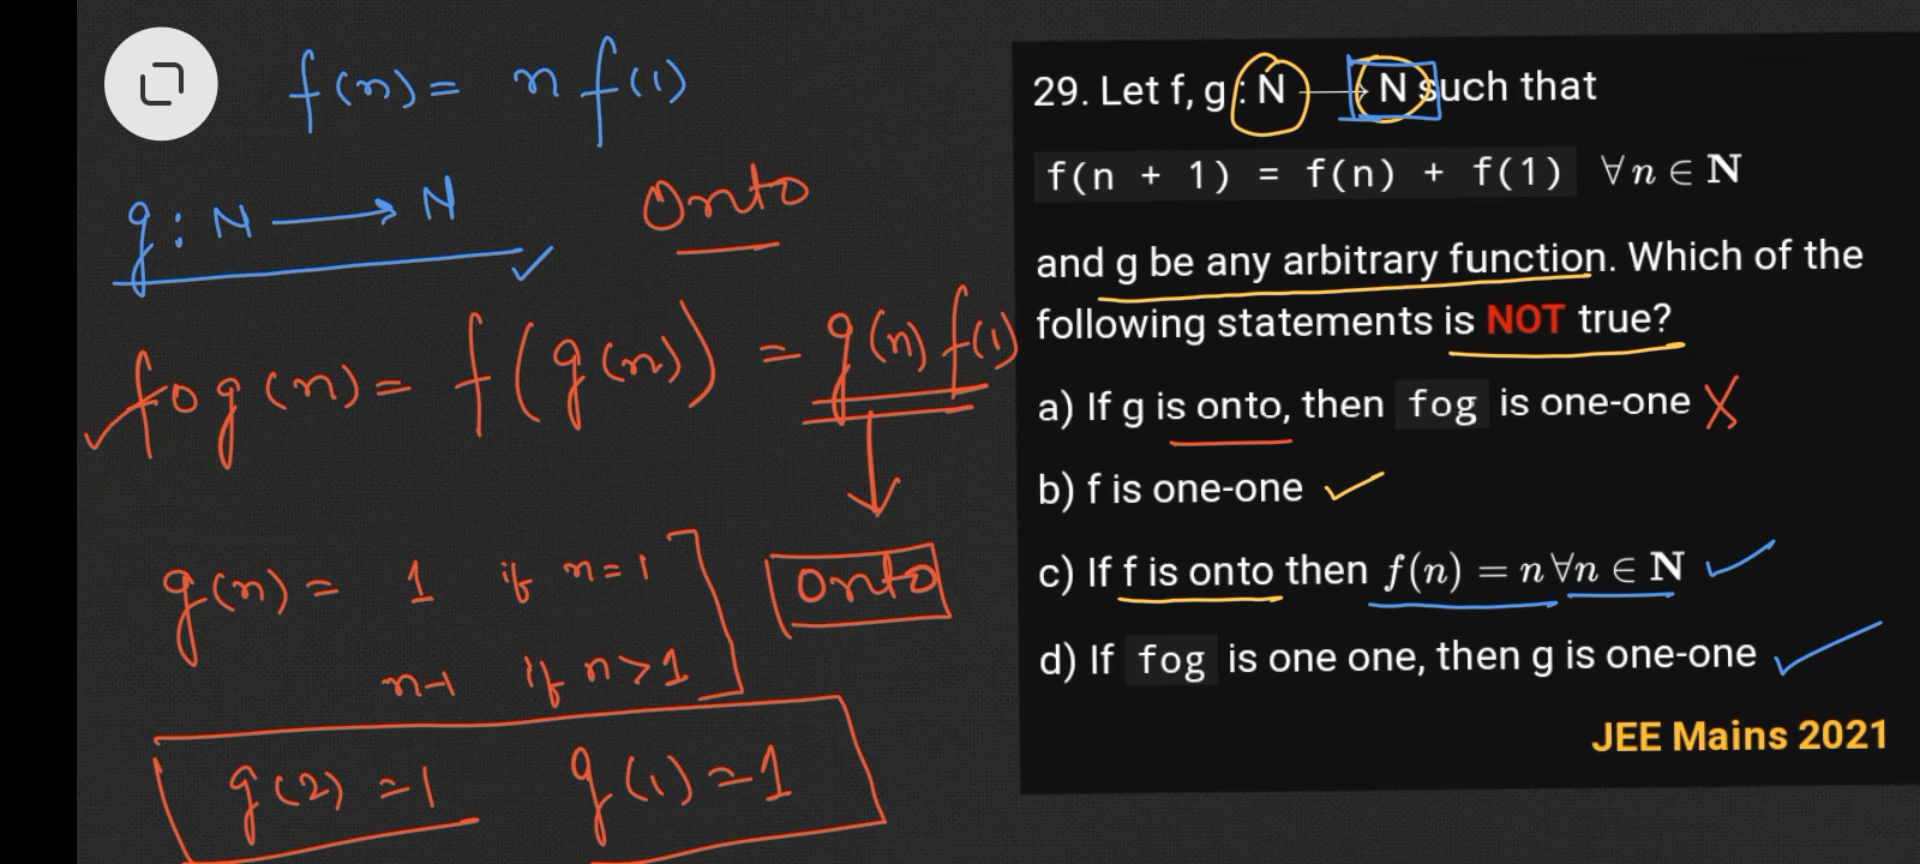 f(n) = n f(1)
g : N → N
Onto
fog(n) = f(g(n)) = g(n) f(1)
g(n) = 1 if n=1
n-1 if n>1
onto
g(2) = 1 g(1) = 1
29. Let f, g : N → N such that
f(n + 1) = f(n) + f(1) ∀n ∈ N
and g be any arbitrary function. Which of the
following statements is NOT true?
a) If g is onto, then fog is one-one
b) f is one-one
c) If f is onto then f(n) = n ∀n ∈ N
d) If fog is one one, then g is one-one
JEE Mains 2021